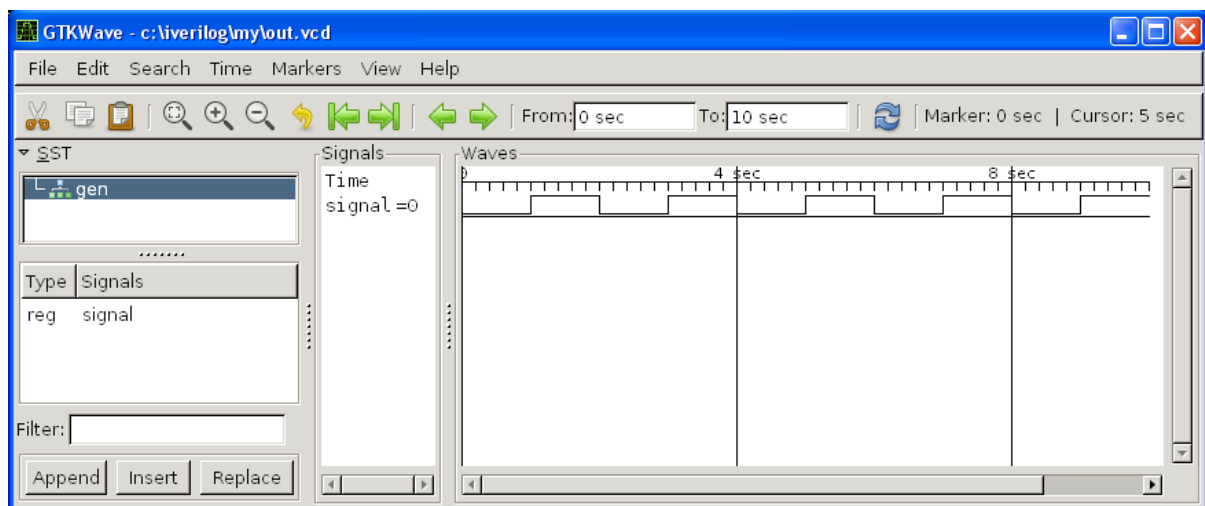 GTKWave - c:\iverilog\my\out.vcd
File Edit Search Time Markers View Help
From: 0 sec To: 10 sec Marker: 0 sec | Cursor: 5 sec
SST
gen
Type Signals
reg signal
Filter:
Append Insert Replace
Signals
Time
signal=0
Waves
0 4 sec 8 sec